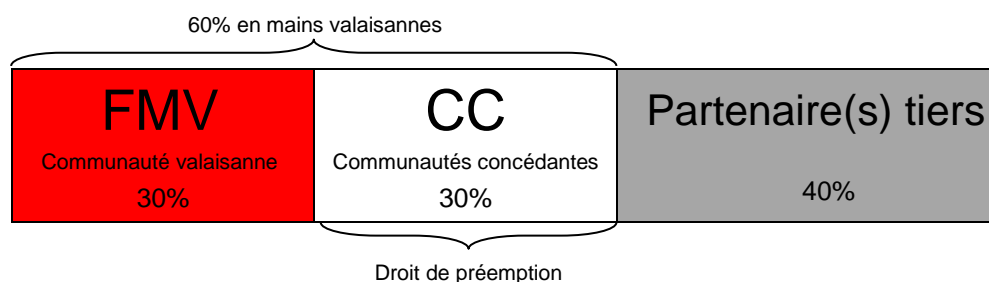 60% en mains valaisannes
FMV
Communauté valaisanne
30%
CC
Communautés concédantes
30%
Partenaire(s) tiers
40%
Droit de préemption